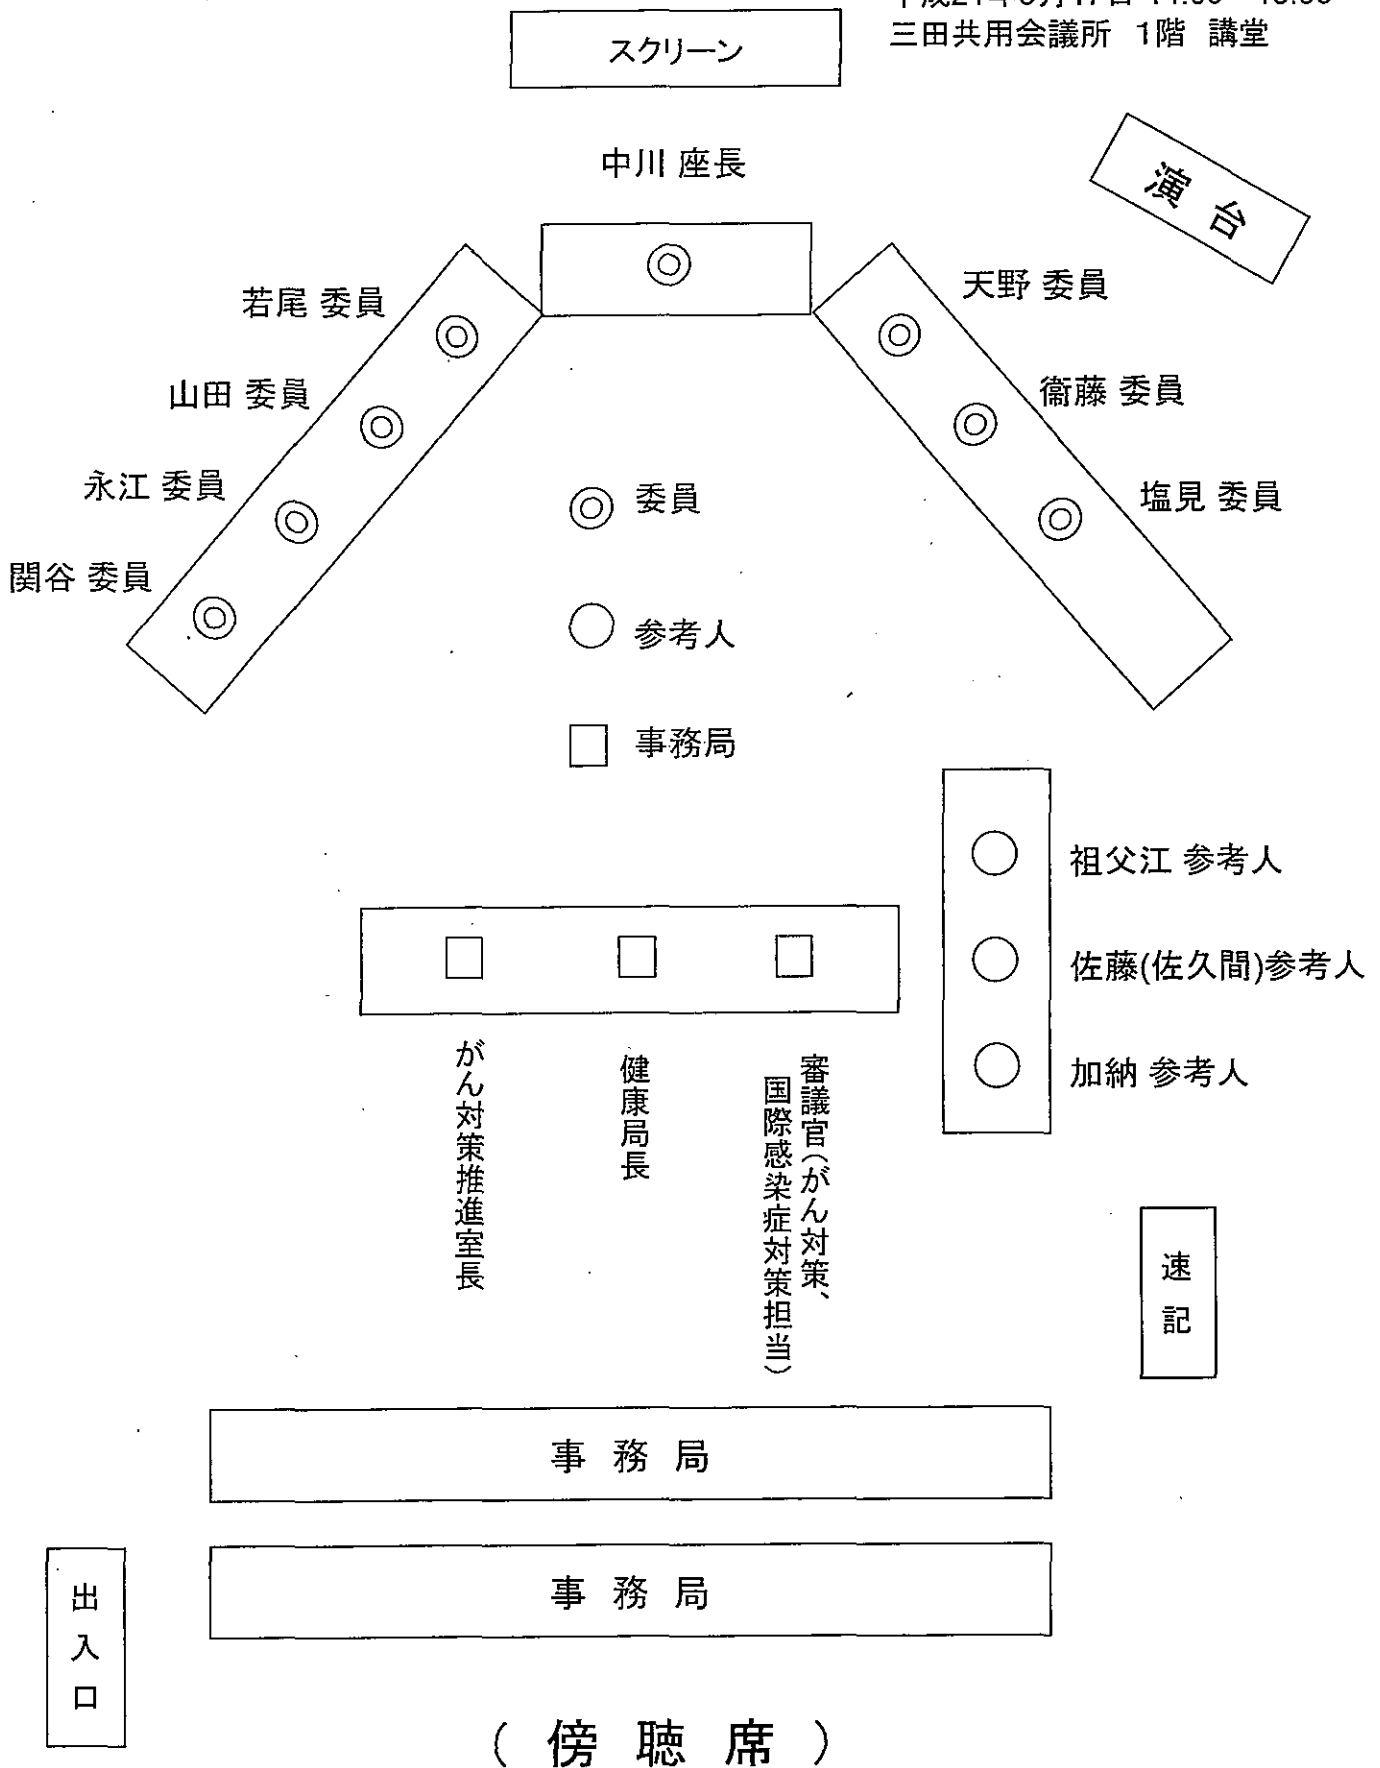 三田共用会議所 1階 講堂
スクリーン
中川 座長
演台
若尾 委員
山田 委員
永江 委員
関谷 委員
天野 委員
衞藤 委員
塩見 委員
委員
参考人
事務局
祖父江 参考人
佐藤(佐久間)参考人
加納 参考人
審議官(がん対策、
国際感染症対策担当)
健康局長
がん対策推進室長
速記
事務局
事務局
出入口
(傍聴席)